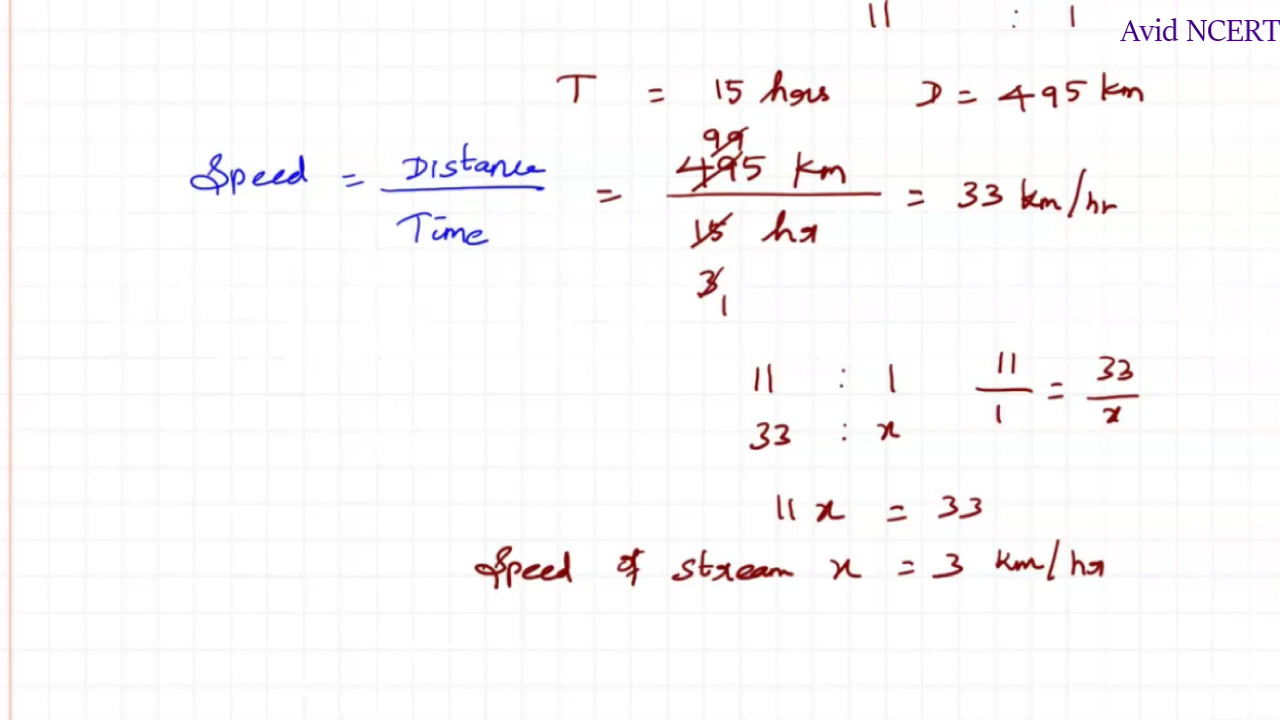 11 : 1
Avid NCERT
T = 15 hrs D = 495 km
99
Speed = Distance / Time = 495 km / 15 hr = 33 km/hr
3
1
11 : 1 11/1 = 33/x
33 : x
11 x = 33
Speed of stream x = 3 km/hr